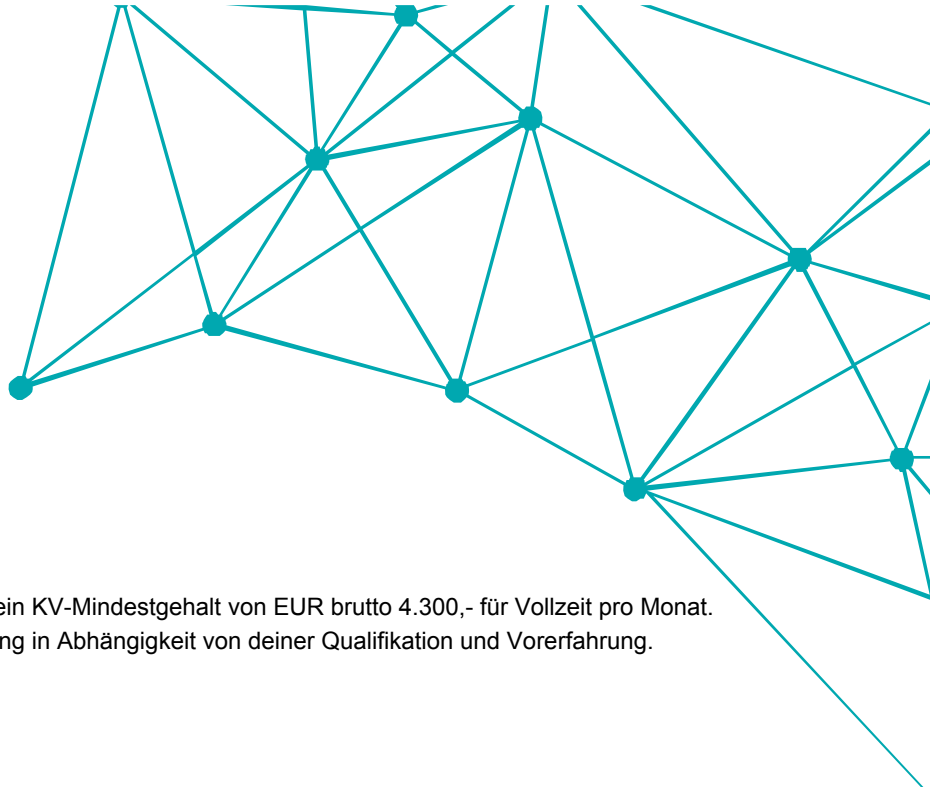 ein KV-Mindestgehalt von EUR brutto 4.300,- für Vollzeit pro Monat.
ng in Abhängigkeit von deiner Qualifikation und Vorerfahrung.